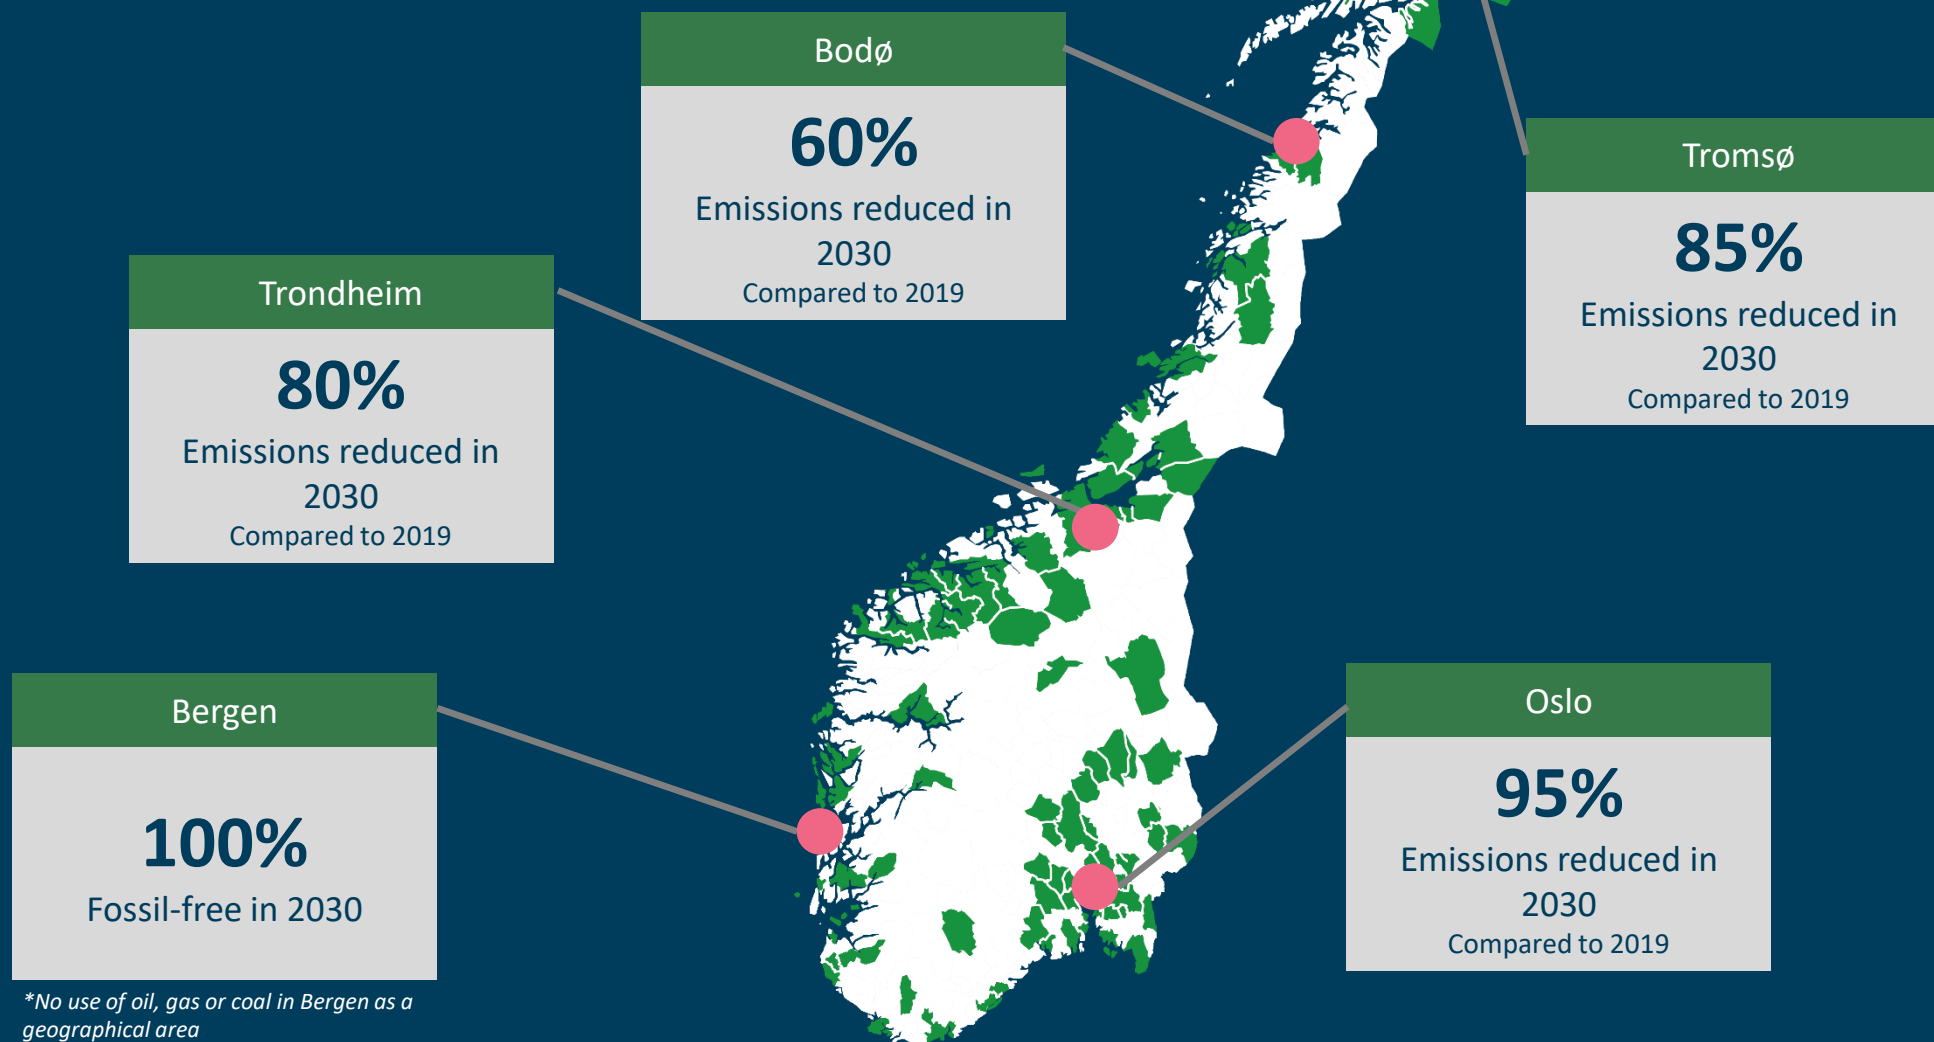 Bodø
60%
Emissions reduced in
2030
Compared to 2019
Tromsø
85%
Emissions reduced in
2030
Compared to 2019
Trondheim
80%
Emissions reduced in
2030
Compared to 2019
Bergen
100%
Fossil-free in 2030
*No use of oil, gas or coal in Bergen as a
geographical area
Oslo
95%
Emissions reduced in
2030
Compared to 2019